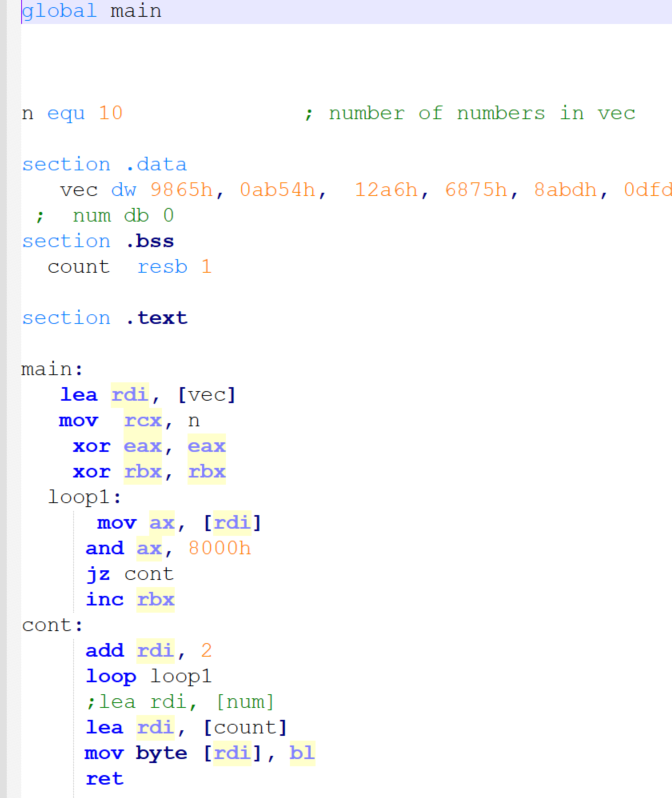 global main
n equ 10 ; number of numbers in vec
section .data
vec dw 9865h, 0ab54h, 12a6h, 6875h, 8abdh, 0dfd
; num db 0
section .bss
count resb 1
section .text
main:
lea rdi, [vec]
mov rcx, n
xor eax, eax
xor rbx, rbx
loop1:
mov ax, [rdi]
and ax, 8000h
jz cont
inc rbx
cont:
add rdi, 2
loop loop1
;lea rdi, [num]
lea rdi, [count]
mov byte [rdi], bl
ret